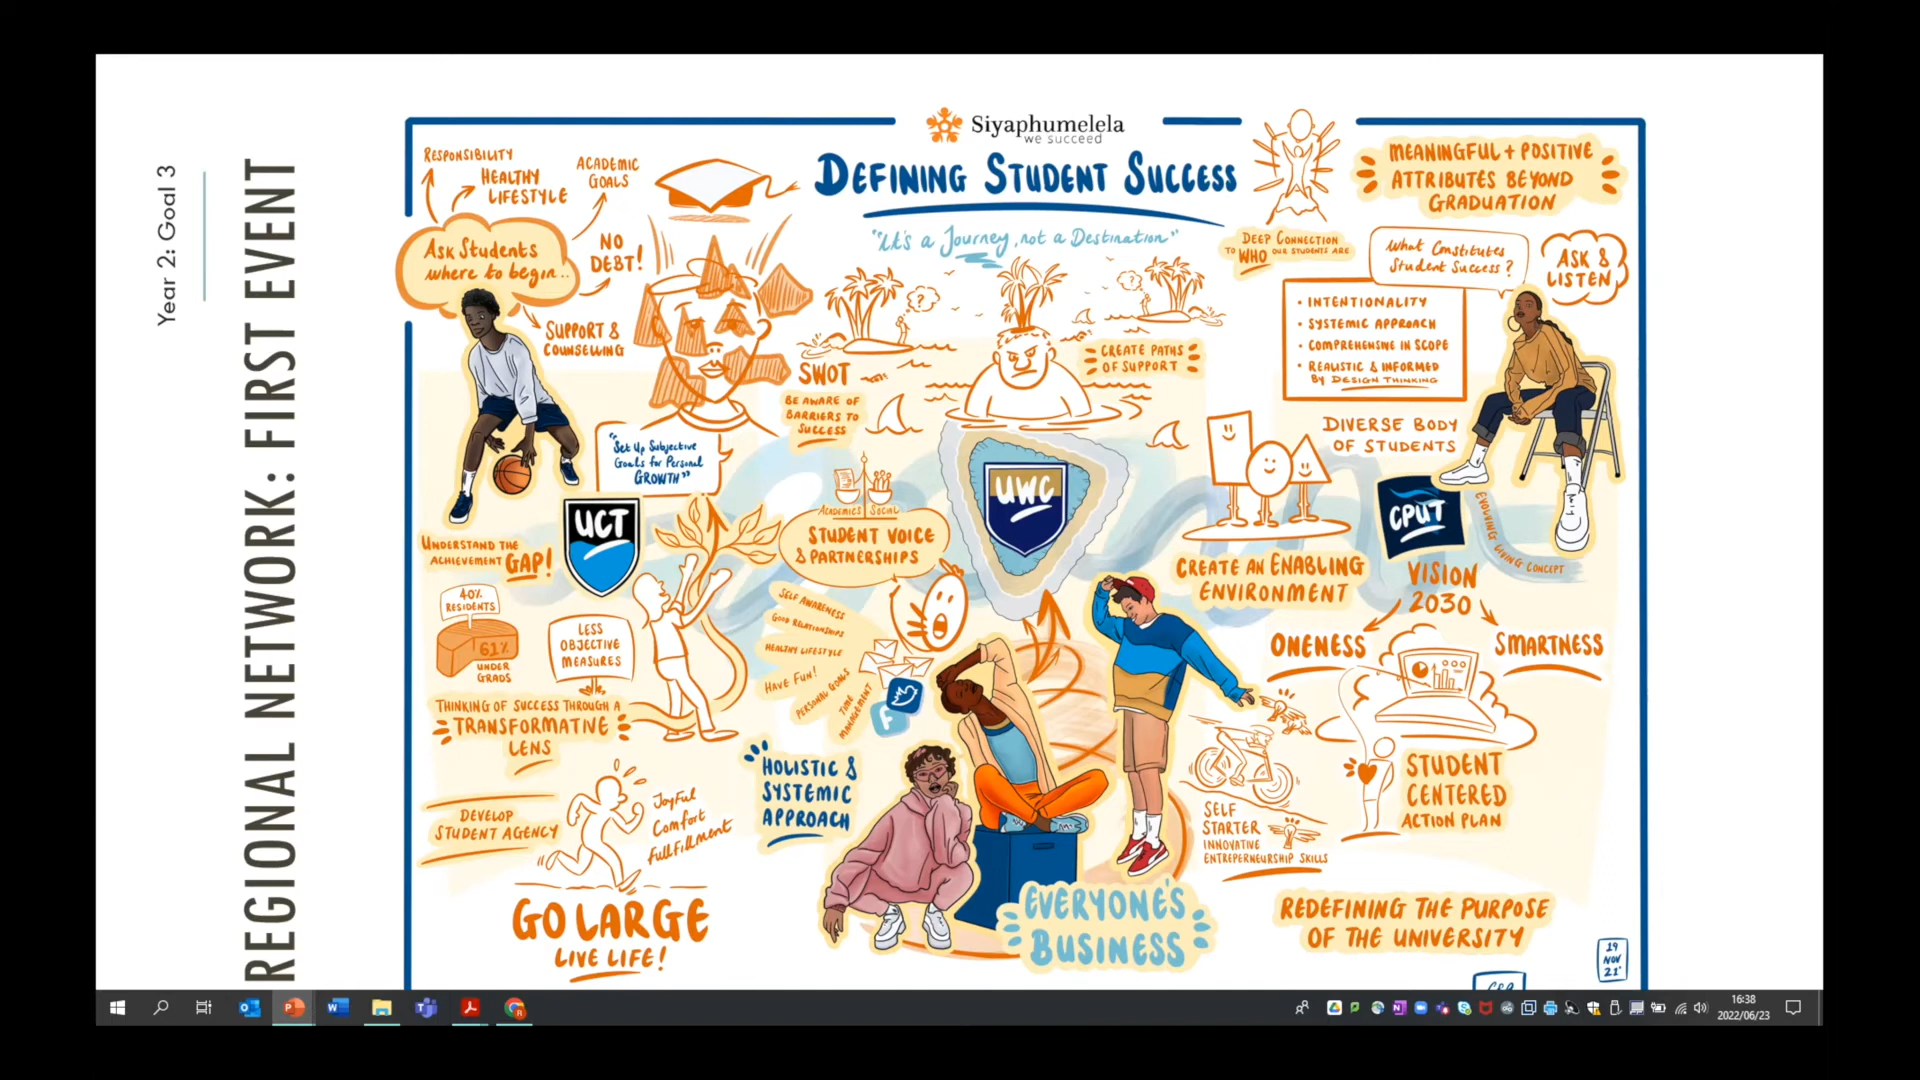 Year 2: Goal 3
REGIONAL NETWORK: FIRST EVENT
Siyaphumelela
we succeed
DEFINING STUDENT SUCCESS
"It's a Journey, not a Destination"
RESPONSIBILITY
HEALTHY
LIFESTYLE
ACADEMIC
GOALS
Ask Students
where to begin..
NO
DEBT!
SUPPORT &
COUNSELLING
"Set Up Subjective
Goals for Personal
GROWTH"
UCT
UNDERSTAND THE
ACHIEVEMENT GAP!
40%
RESIDENTS
61%
UNDER
GRADS
LESS
OBJECTIVE
MEASURES
THINKING OF SUCCESS THROUGH A
TRANSFORMATIVE
LENS
DEVELOP
STUDENT AGENCY
Joyful
Comfort
Fullfillment
GO LARGE
LIVE LIFE!
SWOT
BE AWARE OF
BARRIERS TO
SUCCESS
?
?
CREATE PATHS
OF SUPPORT
ACADEMICS SOCIAL
STUDENT VOICE
& PARTNERSHIPS
UWC
SELF AWARENESS
GOOD RELATIONSHIPS
HEALTHY LIFESTYLE
HAVE FUN!
PERSONAL GOALS
TIME
MANAGEMENT
F
HOLISTIC &
SYSTEMIC
APPROACH
EVERYONE'S
BUSINESS
DEEP CONNECTION
TO WHO OUR STUDENTS ARE
MEANINGFUL + POSITIVE
ATTRIBUTES BEYOND
GRADUATION
What Constitutes
Student Success?
ASK &
LISTEN
• INTENTIONALITY
• SYSTEMIC APPROACH
• COMPREHENSIVE IN SCOPE
• REALISTIC & INFORMED
BY DESIGN THINKING
DIVERSE BODY
OF STUDENTS
CPUT
EVOLVING LIVING CONCEPT
CREATE AN ENABLING
ENVIRONMENT
VISION
2030
ONENESS
SMARTNESS
STUDENT
CENTERED
ACTION PLAN
SELF
STARTER
INNOVATIVE
ENTREPERNEURSHIP SKILLS
REDEFINING THE PURPOSE
OF THE UNIVERSITY
19
NOV
21'
16:38
2022/06/23